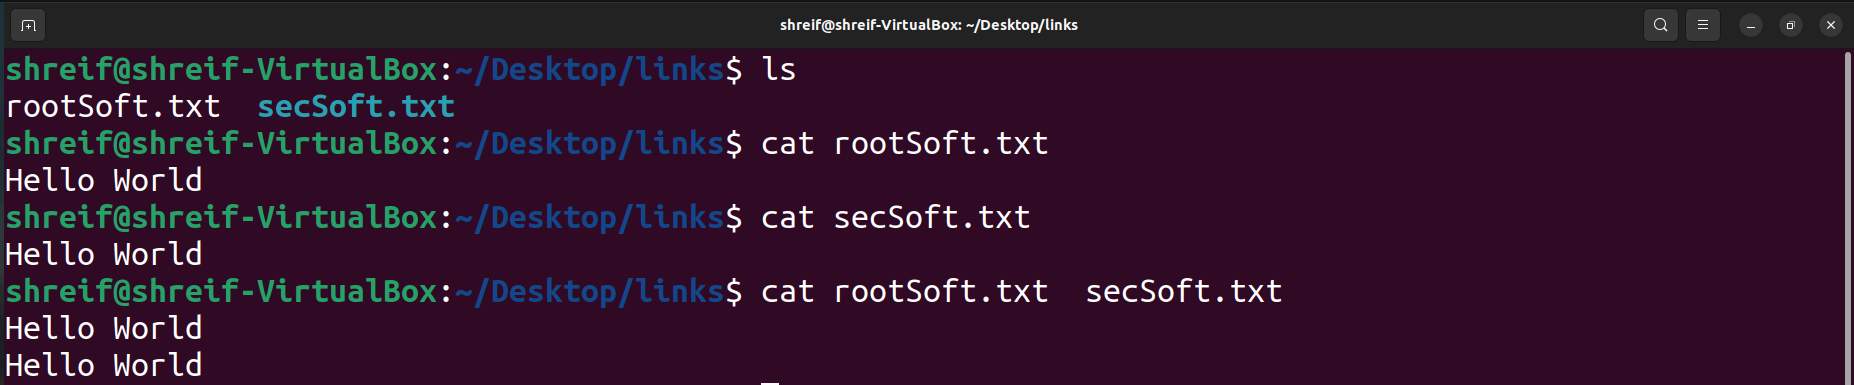 shreif@shreif-VirtualBox: ~/Desktop/links
shreif@shreif-VirtualBox:~/Desktop/links$ ls
rootSoft.txt  secSoft.txt
shreif@shreif-VirtualBox:~/Desktop/links$ cat rootSoft.txt
Hello World
shreif@shreif-VirtualBox:~/Desktop/links$ cat secSoft.txt
Hello World
shreif@shreif-VirtualBox:~/Desktop/links$ cat rootSoft.txt  secSoft.txt
Hello World
Hello World